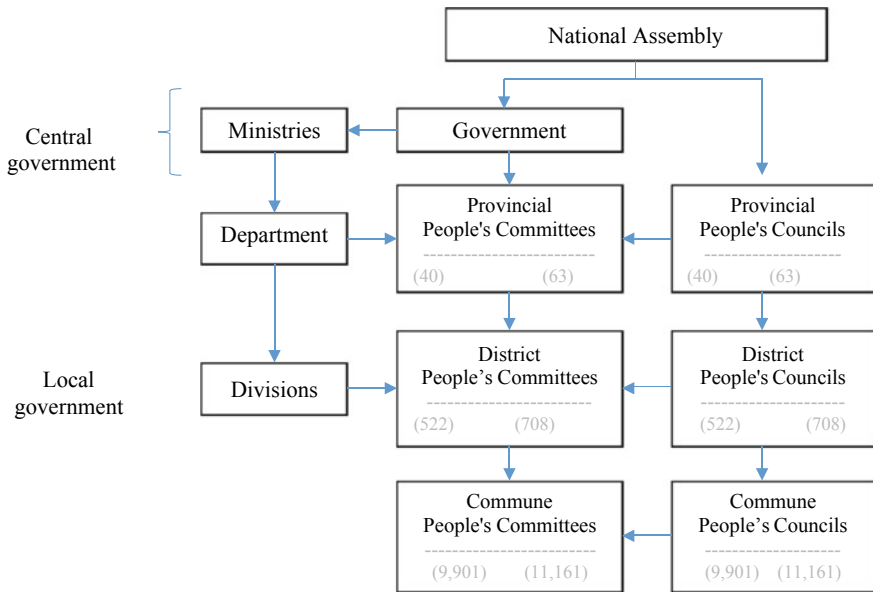 National Assembly
Central
government
Ministries
Government
Department
Provincial
People's Committees
-------------------------
(40) (63)
Provincial
People's Councils
-------------------------
(40) (63)
Local
government
Divisions
District
People’s Committees
-------------------------
(522) (708)
District
People's Councils
-------------------------
(522) (708)
Commune
People's Committees
-------------------------
(9,901) (11,161)
Commune
People’s Councils
-------------------------
(9,901) (11,161)